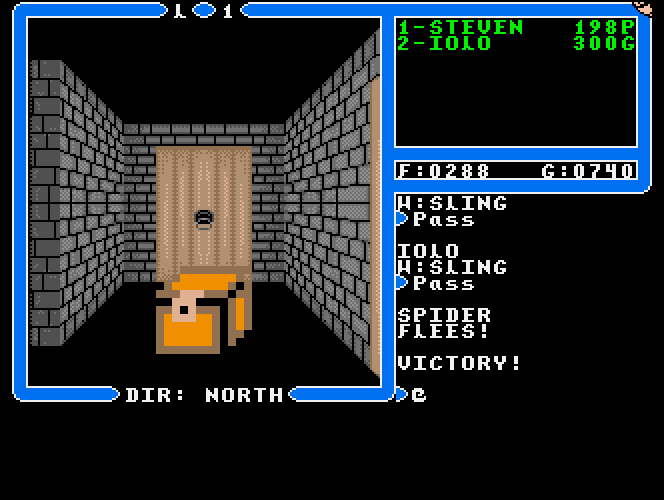 L 1
1-STEVEN 198P
2-IOLO 300G
F:0288 G:0740
W:SLING
Pass
IOLO
W:SLING
Pass
SPIDER
FLEES!
VICTORY!
DIR: NORTH